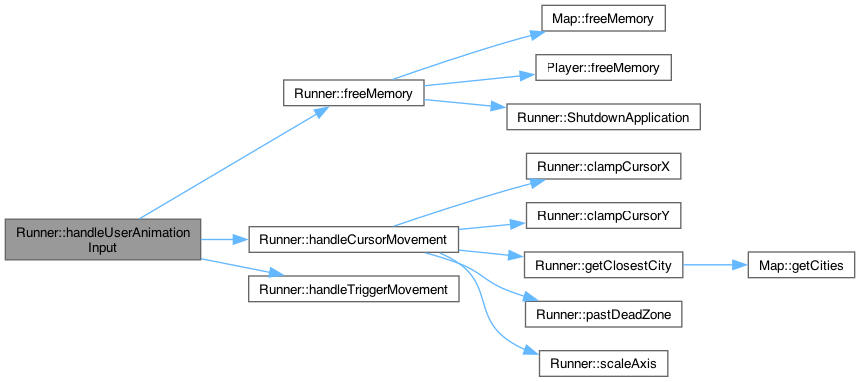 Map::freeMemory
Player::freeMemory
Runner::freeMemory
Runner::ShutdownApplication
Runner::clampCursorX
Runner::clampCursorY
Runner::handleUserAnimation
Input
Runner::handleCursorMovement
Runner::getClosestCity
Map::getCities
Runner::handleTriggerMovement
Runner::pastDeadZone
Runner::scaleAxis